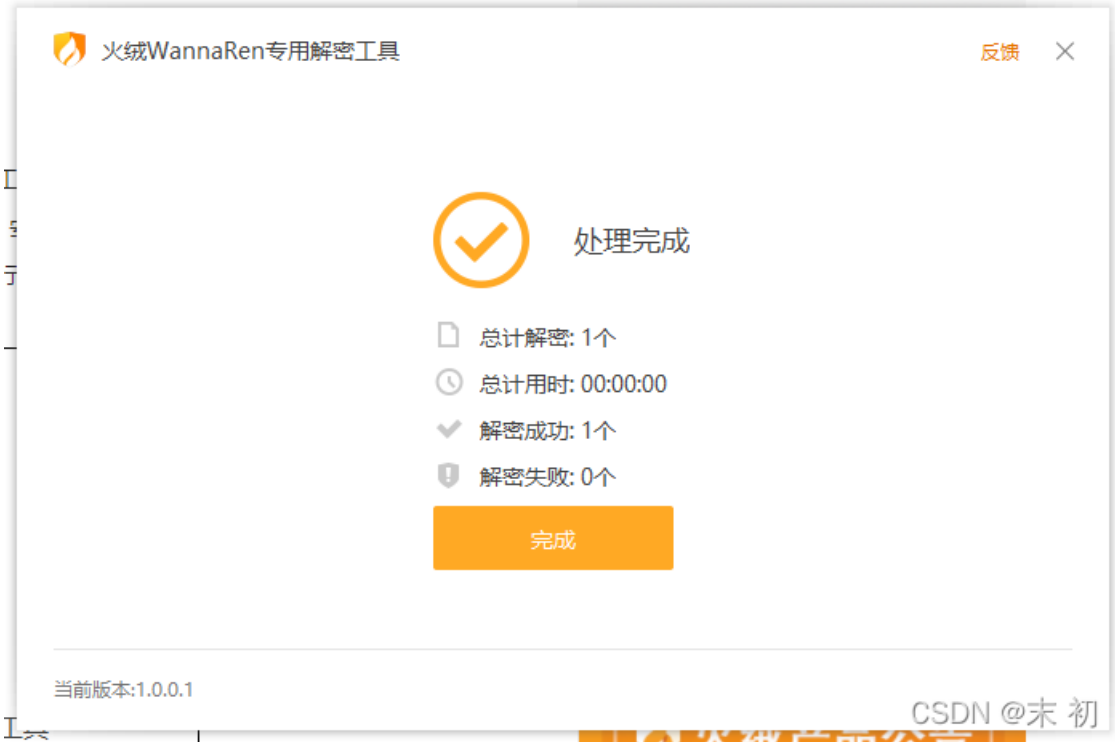 火绒WannaRen专用解密工具
反馈
处理完成
总计解密: 1个
总计用时: 00:00:00
解密成功: 1个
解密失败: 0个
完成
当前版本:1.0.0.1
CSDN @末 初
工具